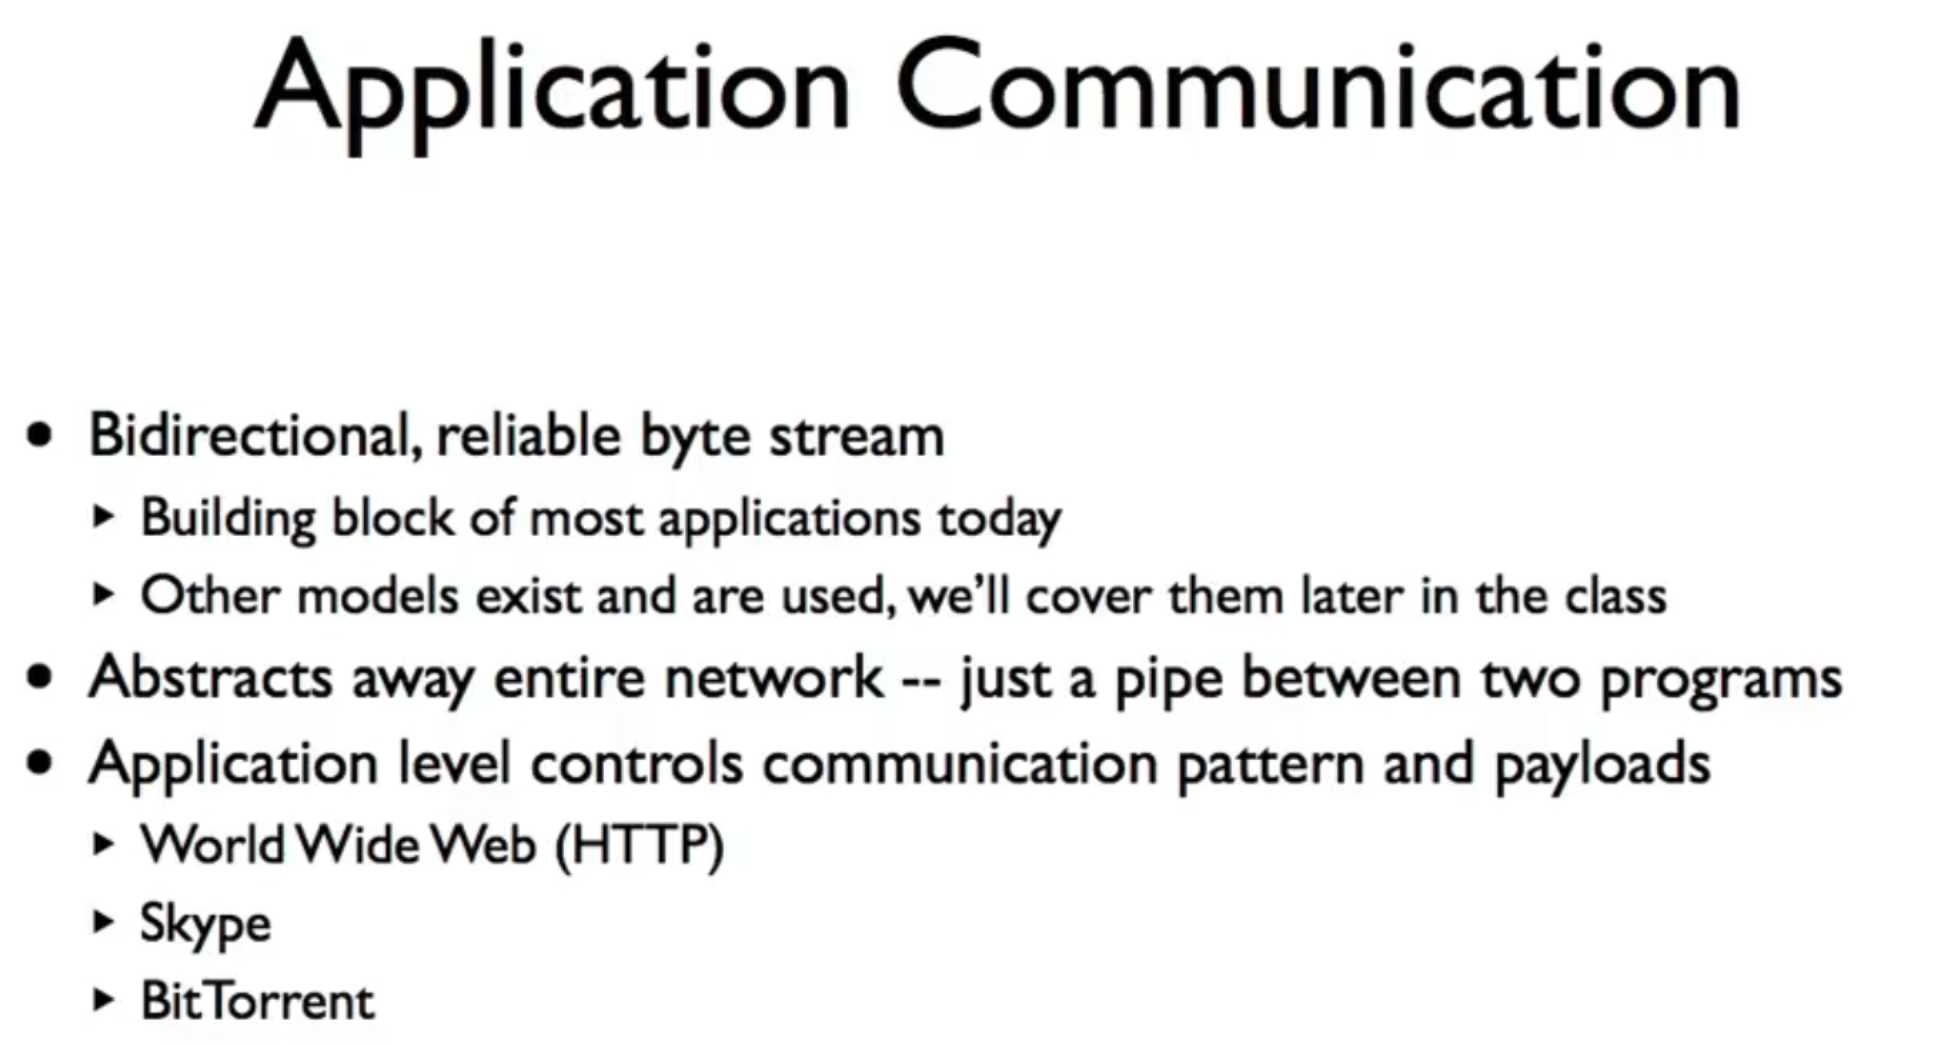 Application Communication
• Bidirectional, reliable byte stream
‣ Building block of most applications today
‣ Other models exist and are used, we’ll cover them later in the class
• Abstracts away entire network -- just a pipe between two programs
• Application level controls communication pattern and payloads
‣ World Wide Web (HTTP)
‣ Skype
‣ BitTorrent